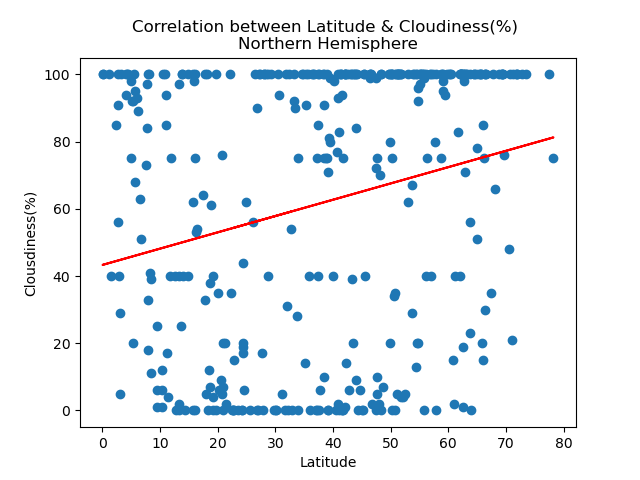 Correlation between Latitude & Cloudiness(%)
Northern Hemisphere
100
80
60
40
20
0
Clousdiness(%)
0 10 20 30 40 50 60 70 80
Latitude